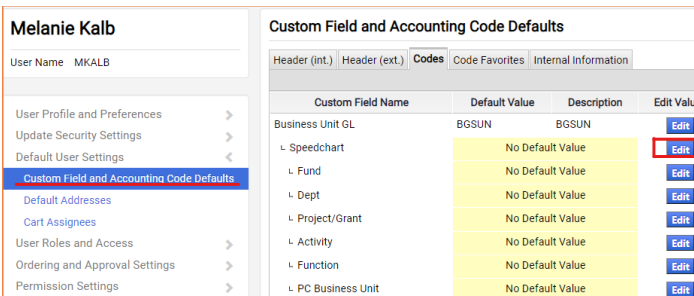 Melanie Kalb
User Name MKALB
User Profile and Preferences
Update Security Settings
Default User Settings
Custom Field and Accounting Code Defaults
Default Addresses
Cart Assignees
User Roles and Access
Ordering and Approval Settings
Permission Settings
Custom Field and Accounting Code Defaults
Header (int.) Header (ext.) Codes Code Favorites Internal Information
Custom Field Name Default Value Description Edit Valu
Business Unit GL BGSUN BGSUN Edit
Speedchart No Default Value Edit
Fund No Default Value Edit
Dept No Default Value Edit
Project/Grant No Default Value Edit
Activity No Default Value Edit
Function No Default Value Edit
PC Business Unit No Default Value Edit